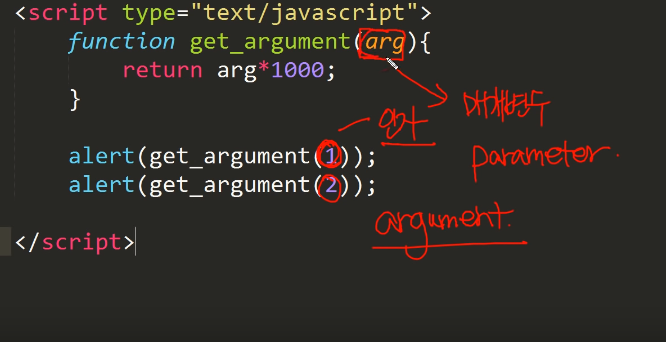 <script type="text/javascript">
function get_argument(arg){
return arg*1000;
}
인자
매개변수
parameter.
alert(get_argument(1));
alert(get_argument(2));
argument.
</script>